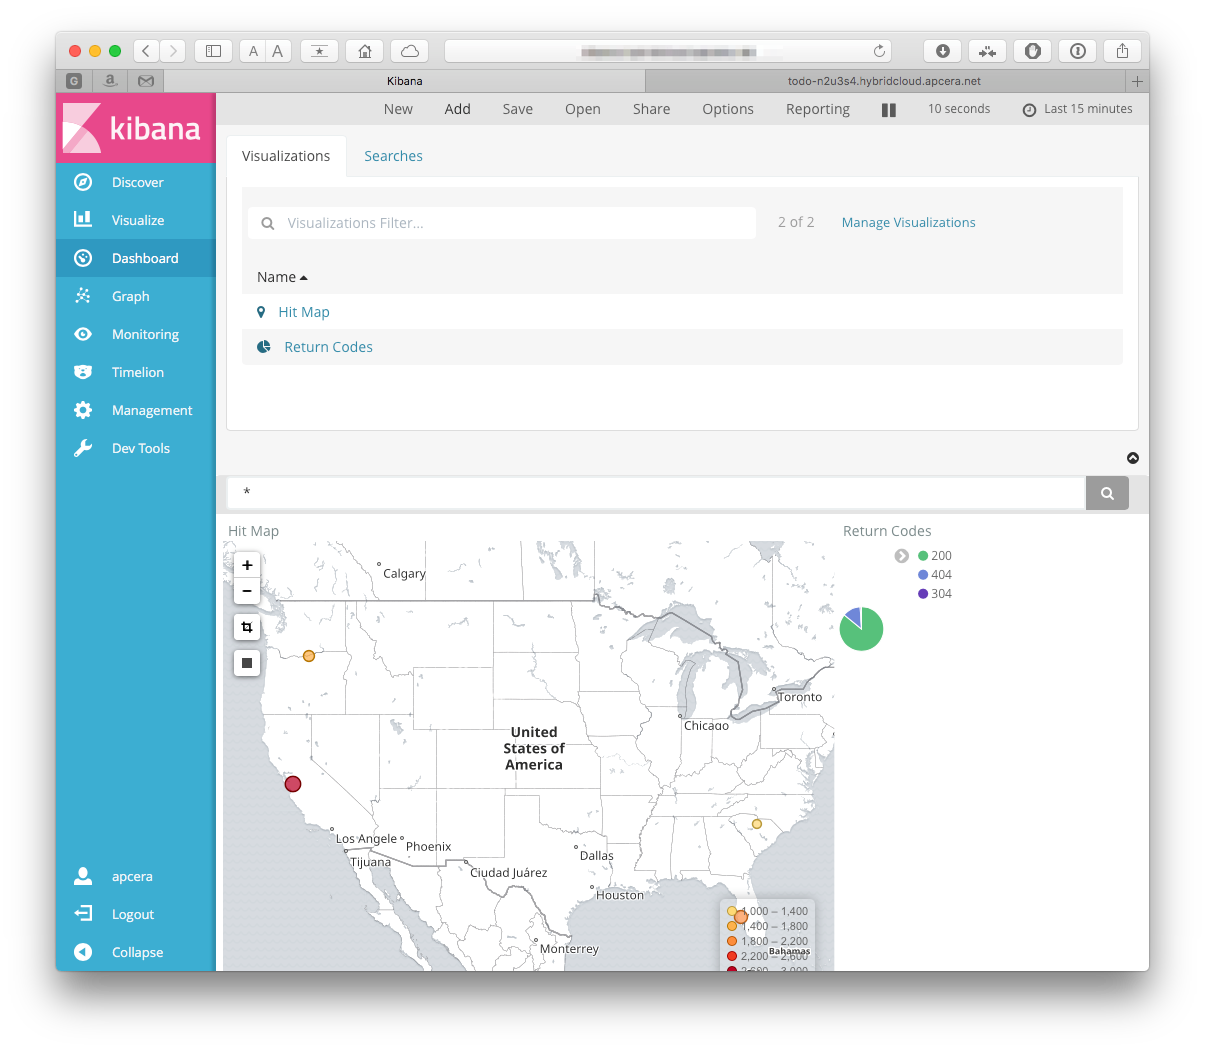 A A
G a Kibana todo-n2u3s4.hybridcloud.apcera.net
kibana
New Add Save Open Share Options Reporting 10 seconds Last 15 minutes
Visualizations Searches
Discover
Visualize
Dashboard
Graph
Monitoring
Timelion
Management
Dev Tools
Visualizations Filter... 2 of 2 Manage Visualizations
Name
Hit Map
Return Codes
*
Hit Map
+
−
Calgary
Toronto
Chicago
United
States of
America
Los Angele
Phoenix
Tijuana
Dallas
Ciudad Juárez
Houston
Monterrey
1,000 – 1,400
1,400 – 1,800
1,800 – 2,200
Bahamas
2,200 – 2,600
2,600 – 3,000
Return Codes
200
404
304
apcera
Logout
Collapse